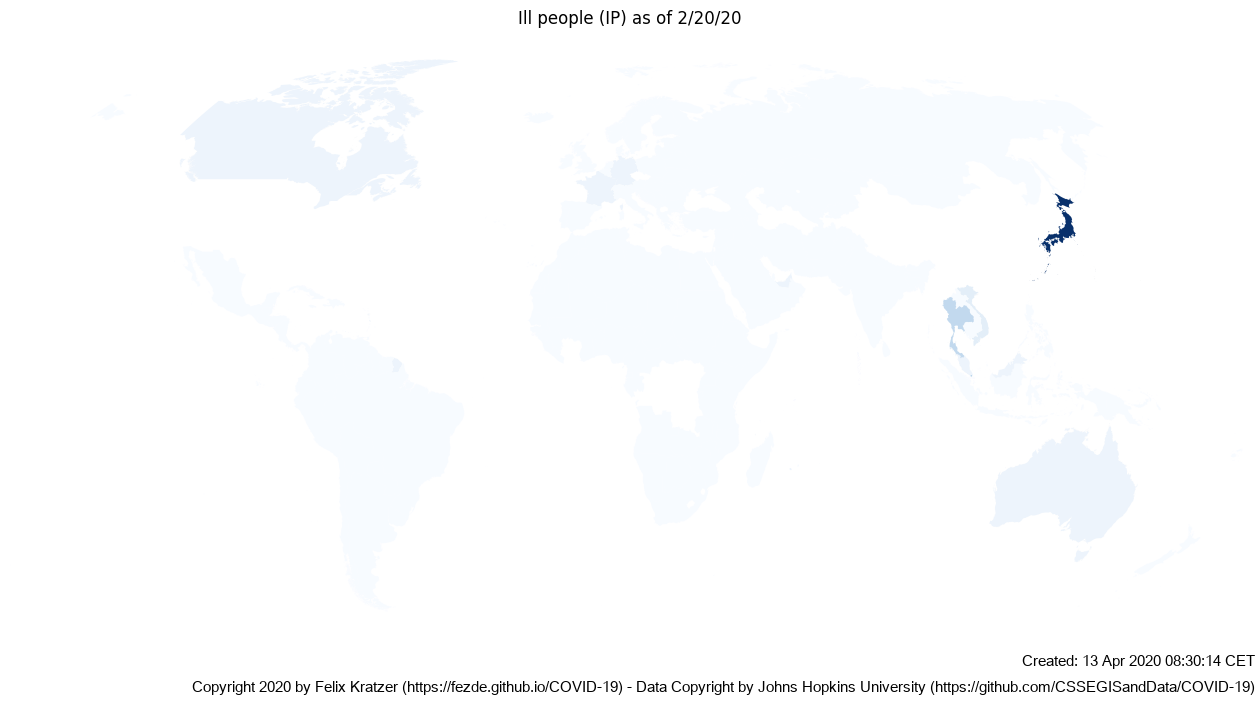 Ill people (IP) as of 2/20/20
Created: 13 Apr 2020 08:30:14 CET
Copyright 2020 by Felix Kratzer (https://fezde.github.io/COVID-19) - Data Copyright by Johns Hopkins University (https://github.com/CSSEGISandData/COVID-19)